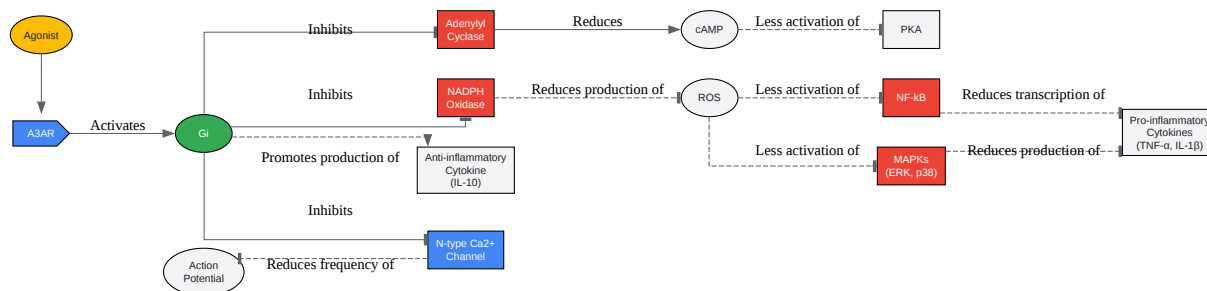 Agonist
A3AR
Activates
Gi
Inhibits
Adenylyl
Cyclase
Reduces
cAMP
Less activation of
PKA
Inhibits
NADPH
Oxidase
Reduces production of
ROS
Less activation of
NF-kB
Reduces transcription of
Pro-inflammatory
Cytokines
(TNF-α, IL-1β)
Promotes production of
Anti-inflammatory
Cytokine
(IL-10)
Less activation of
MAPKs
(ERK, p38)
Reduces production of
Inhibits
N-type Ca2+
Channel
Reduces frequency of
Action
Potential